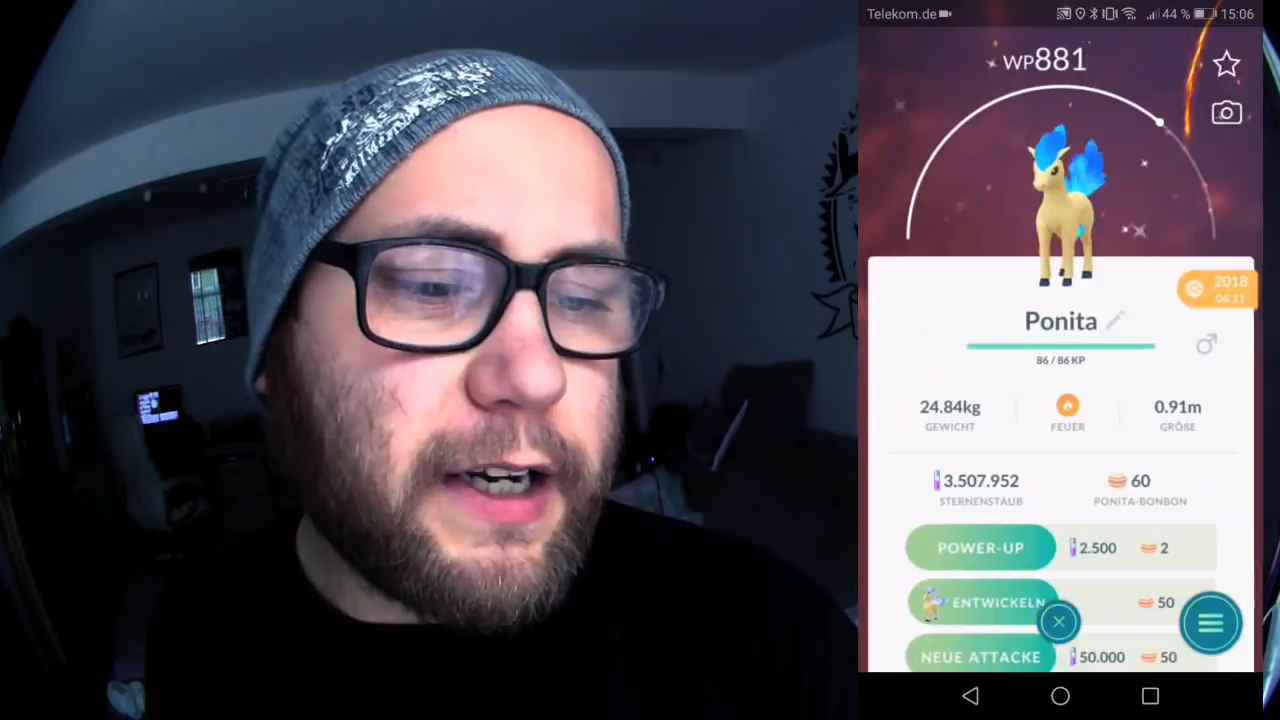 Telekom.de 44 % 15:06
WP881
2018
06.11
Ponita
86 / 86 KP
24.84kg 0.91m
GEWICHT FEUER GRÖßE
3.507.952 60
STERNENSTAUB PONITA-BONBON
POWER-UP 2.500 2
ENTWICKELN 50
NEUE ATTACKE 50.000 50